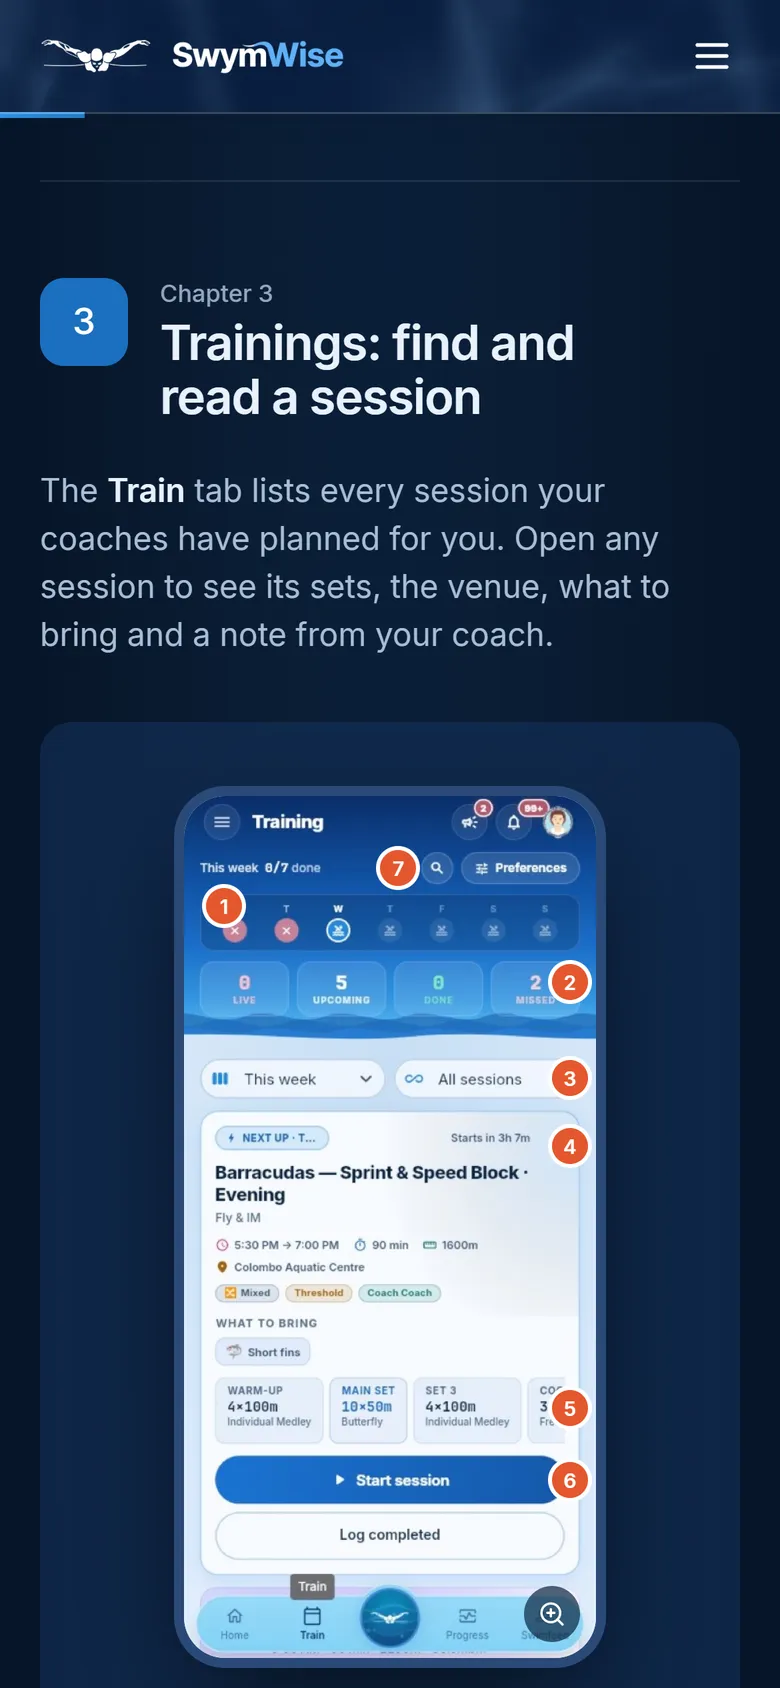 SwymWise
3
Chapter 3
Trainings: find and
read a session
The Train tab lists every session your
coaches have planned for you. Open any
session to see its sets, the venue, what to
bring and a note from your coach.
2
99+
Training
This week 0/7 done
7
Preferences
1
T
W
T
F
S
S
0
5
0
2
2
LIVE
UPCOMING
DONE
MISSED
This week
All sessions
3
NEXT UP · T...
Starts in 3h 7m
4
Barracudas — Sprint & Speed Block ·
Evening
Fly & IM
5:30 PM → 7:00 PM
90 min
1600m
Colombo Aquatic Centre
Mixed
Threshold
Coach Coach
WHAT TO BRING
Short fins
WARM-UP
4×100m
Individual Medley
MAIN SET
10×50m
Butterfly
SET 3
4×100m
Individual Medley
5
Start session
6
Log completed
Train
Home
Train
Progress